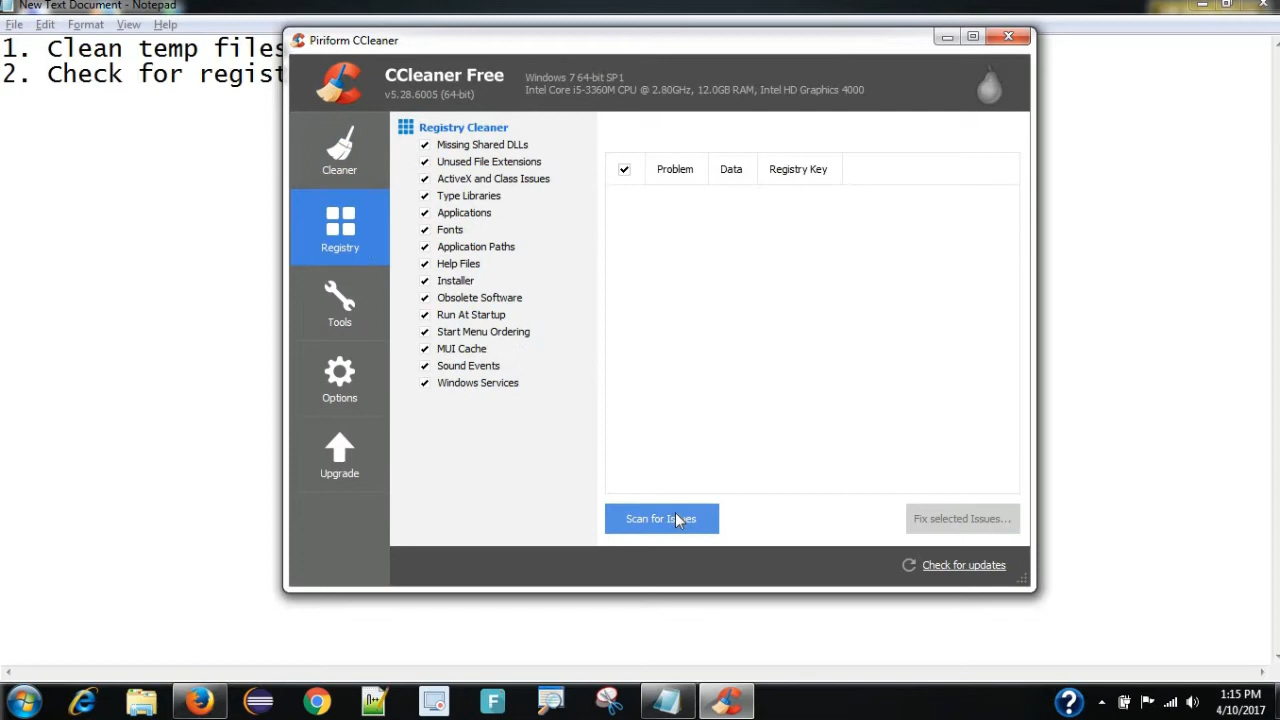 New Text Document - Notepad
File Edit Format View Help
1. Clean temp files
2. Check for regist
Piriform CCleaner
CCleaner Free
v5.28.6005 (64-bit)
Windows 7 64-bit SP1
Intel Core i5-3360M CPU @ 2.80GHz, 12.0GB RAM, Intel HD Graphics 4000
Cleaner
Registry
Tools
Options
Upgrade
Registry Cleaner
Missing Shared DLLs
Unused File Extensions
ActiveX and Class Issues
Type Libraries
Applications
Fonts
Application Paths
Help Files
Installer
Obsolete Software
Run At Startup
Start Menu Ordering
MUI Cache
Sound Events
Windows Services
Problem Data Registry Key
Scan for Issues
Fix selected Issues...
Check for updates
N++
F
?
1:15 PM
4/10/2017